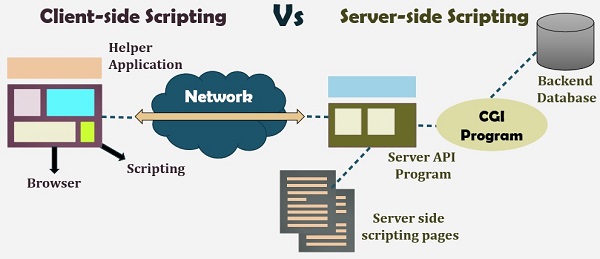 Client-side Scripting Vs Server-side Scripting
Helper
Application
Network
Browser
Scripting
Backend
Database
CGI
Program
Server API
Program
Server side
scripting pages